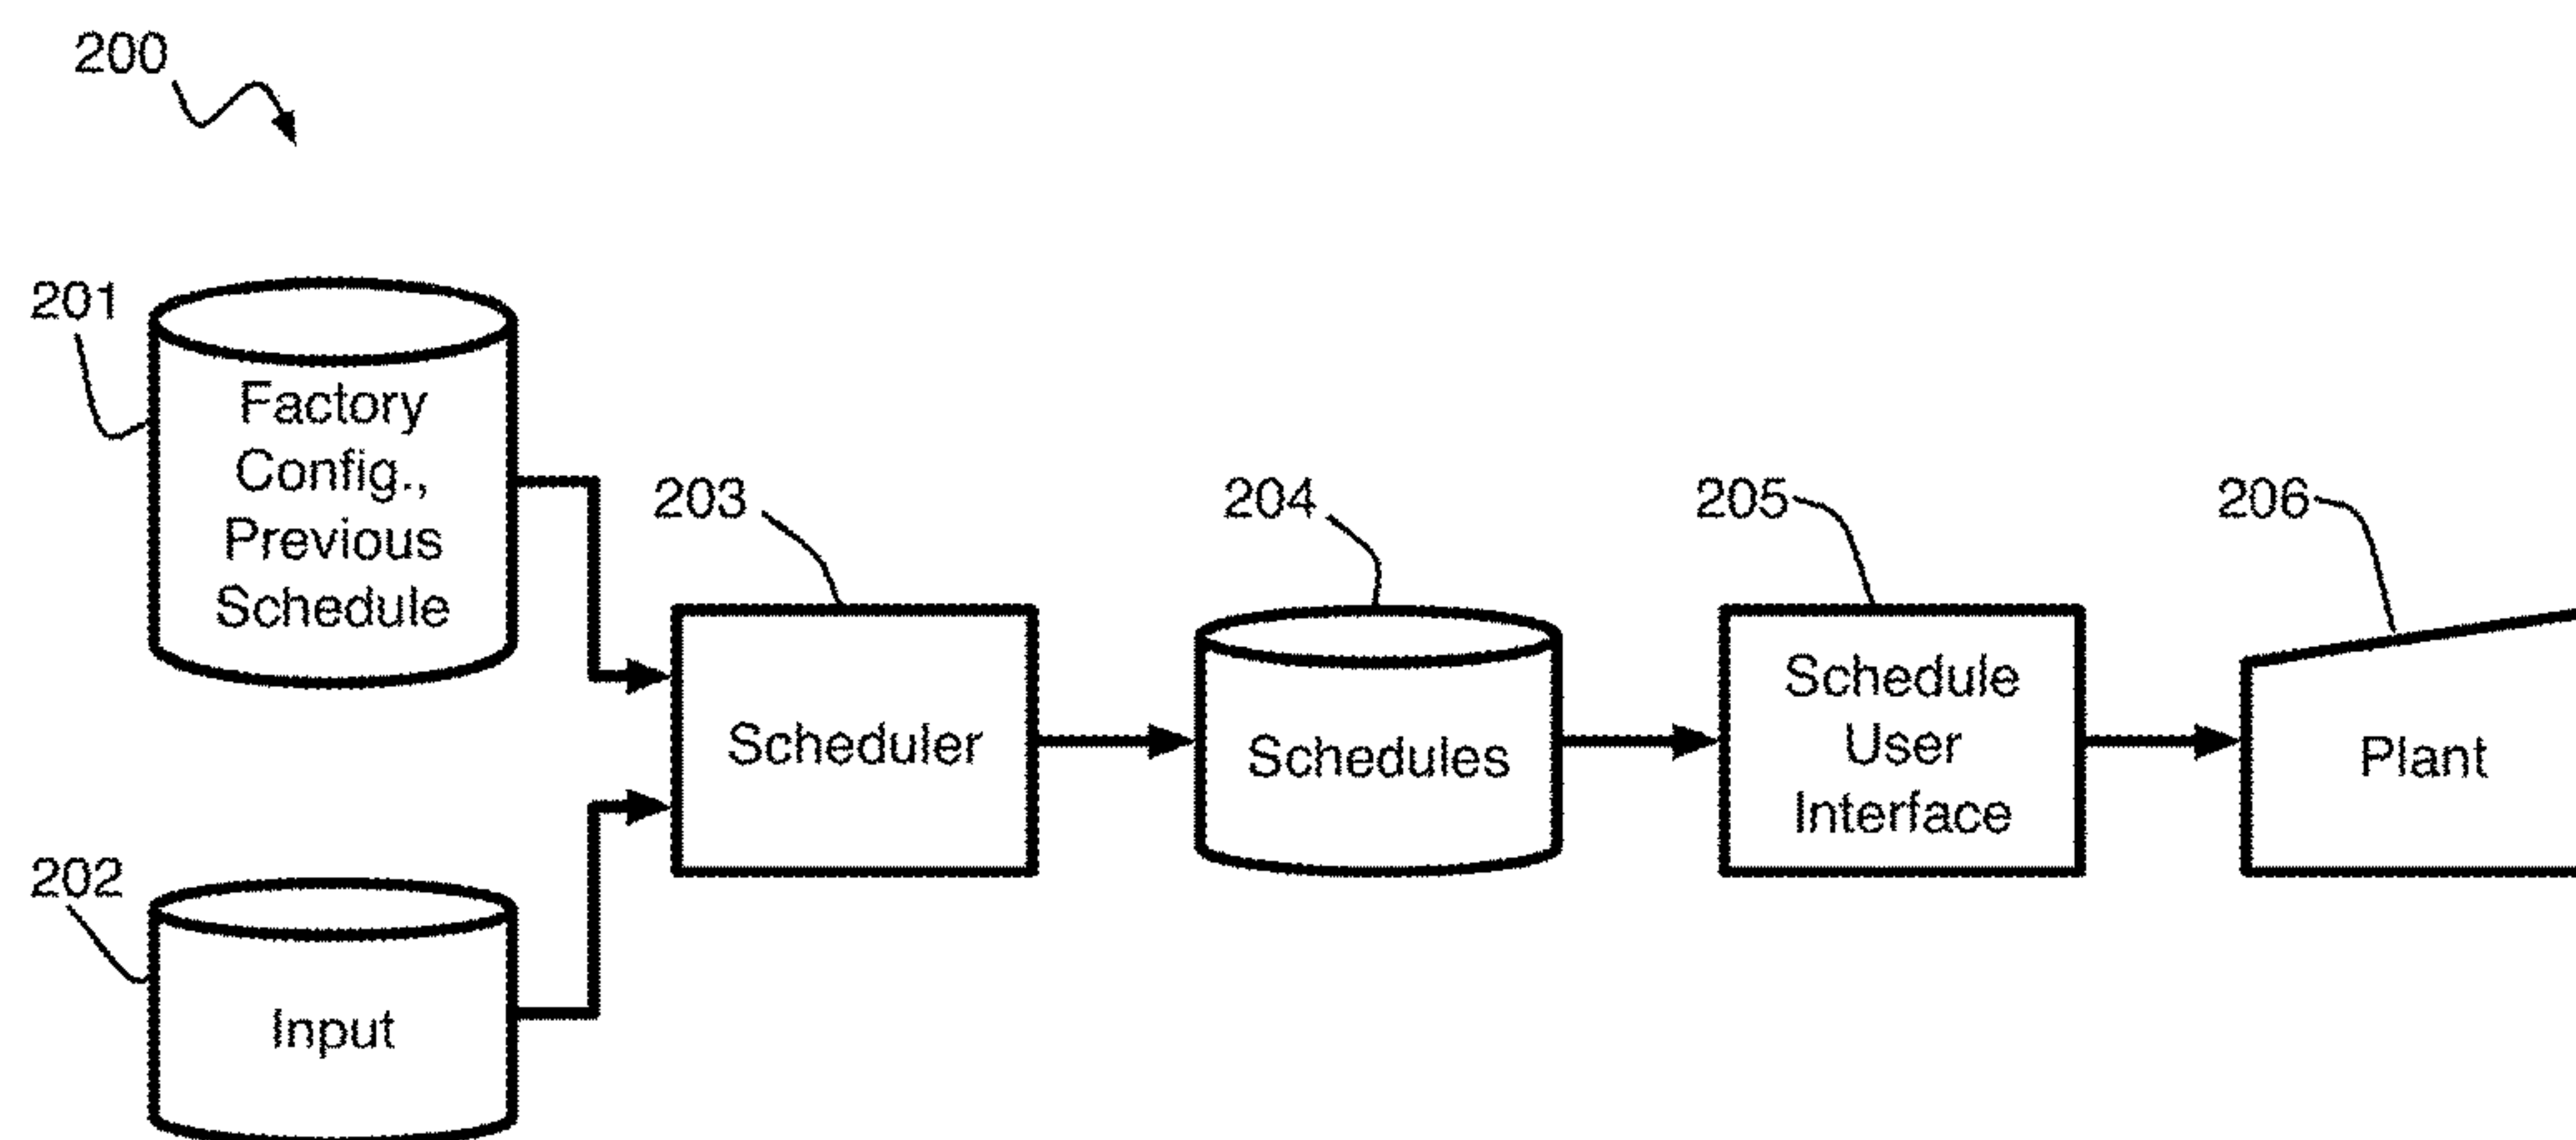 200
201
Factory
Config.,
Previous
Schedule
202
Input
203
Scheduler
204
Schedules
205
Schedule
User
Interface
206
Plant